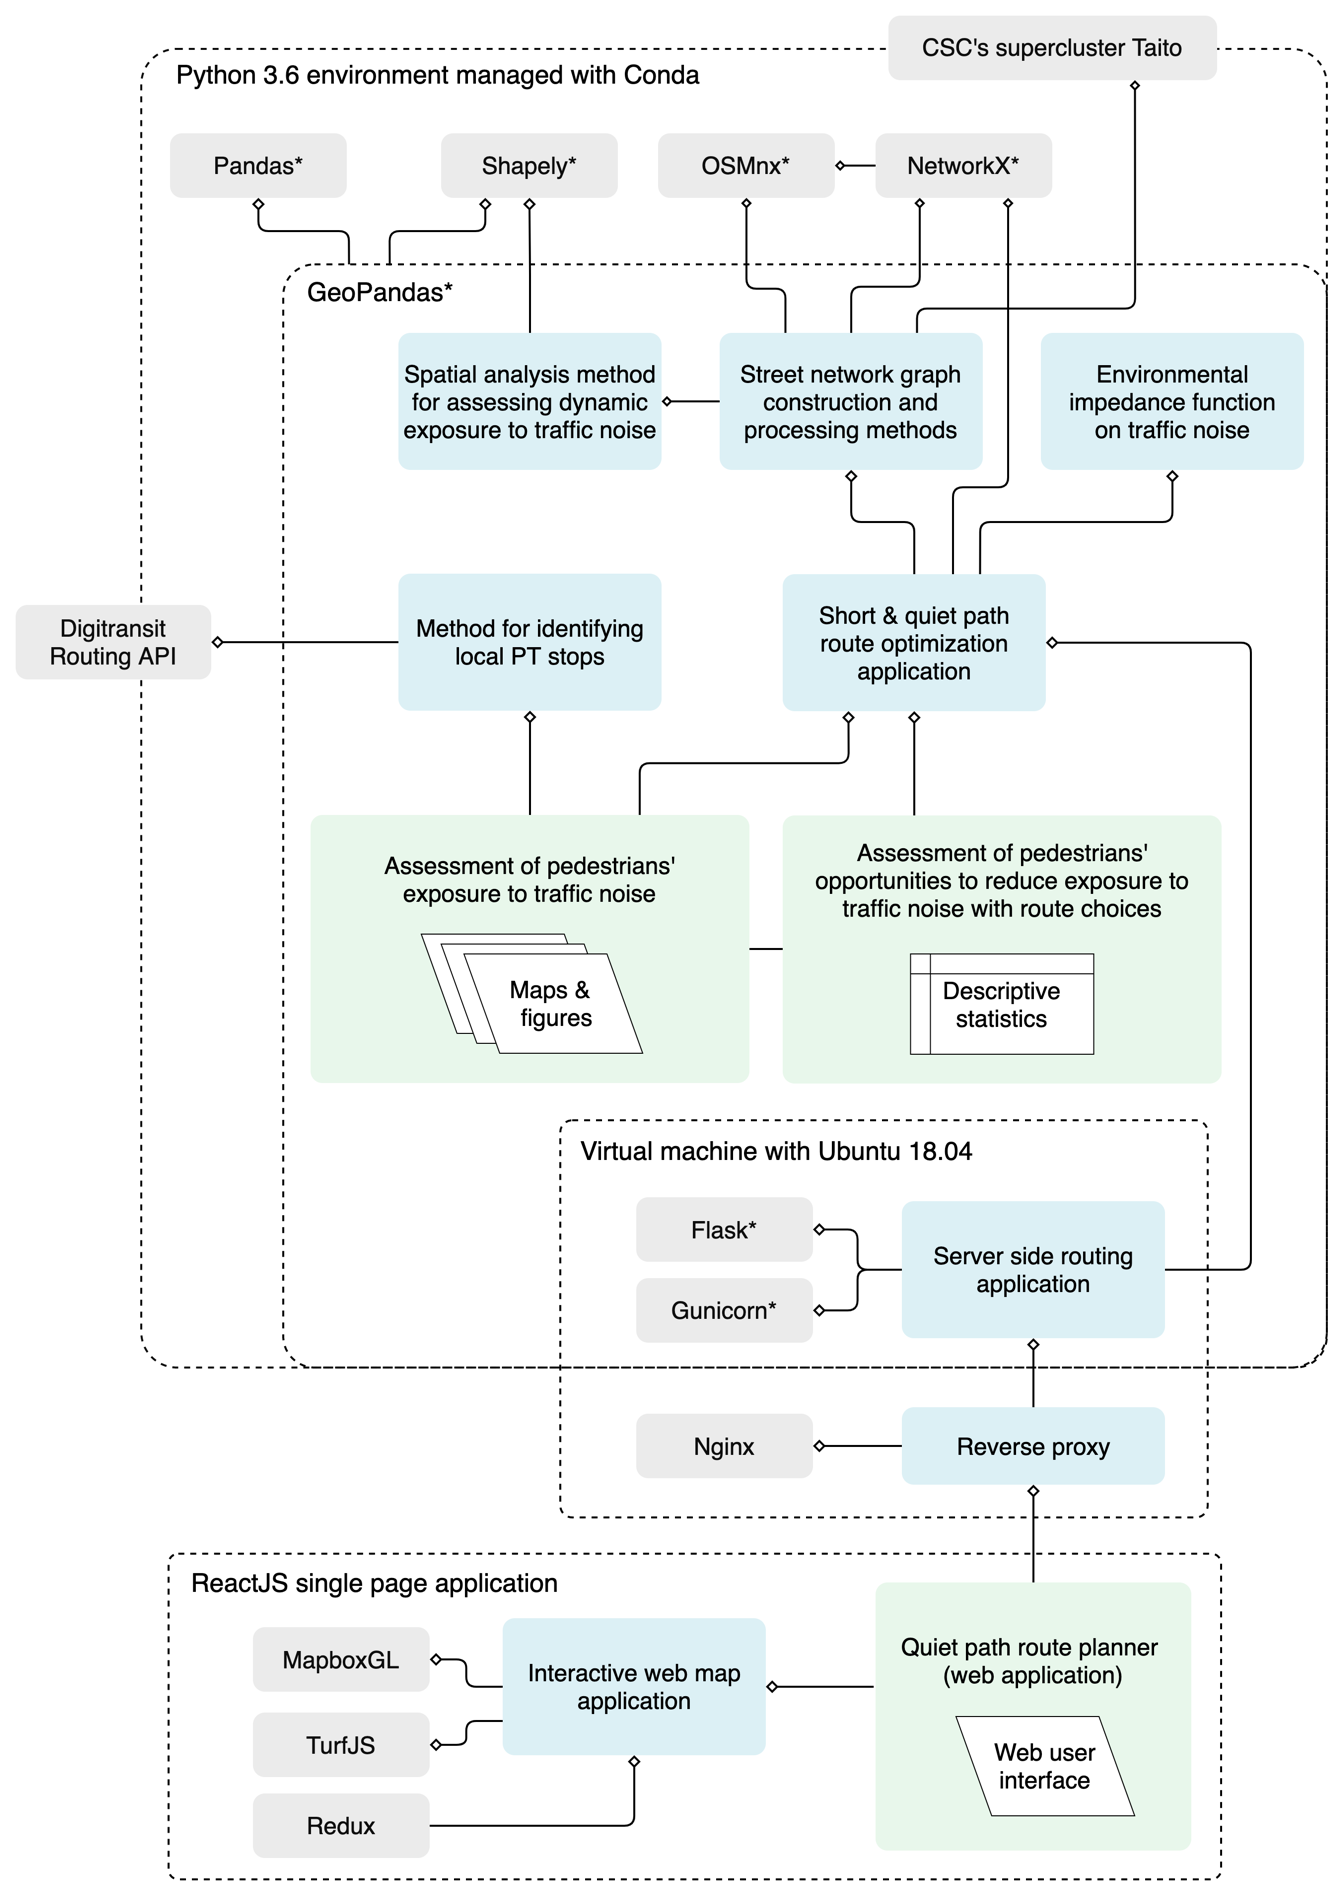 CSC's supercluster Taito
Python 3.6 environment managed with Conda
Pandas*
Shapely*
OSMnx*
NetworkX*
GeoPandas*
Spatial analysis method
for assessing dynamic
exposure to traffic noise
Street network graph
construction and
processing methods
Environmental
impedance function
on traffic noise
Digitransit
Routing API
Method for identifying
local PT stops
Short & quiet path
route optimization
application
Assessment of pedestrians'
exposure to traffic noise
Maps &
figures
Assessment of pedestrians'
opportunities to reduce exposure to
traffic noise with route choices
Descriptive
statistics
Virtual machine with Ubuntu 18.04
Flask*
Gunicorn*
Server side routing
application
Nginx
Reverse proxy
ReactJS single page application
MapboxGL
TurfJS
Redux
Interactive web map
application
Quiet path route planner
(web application)
Web user
interface